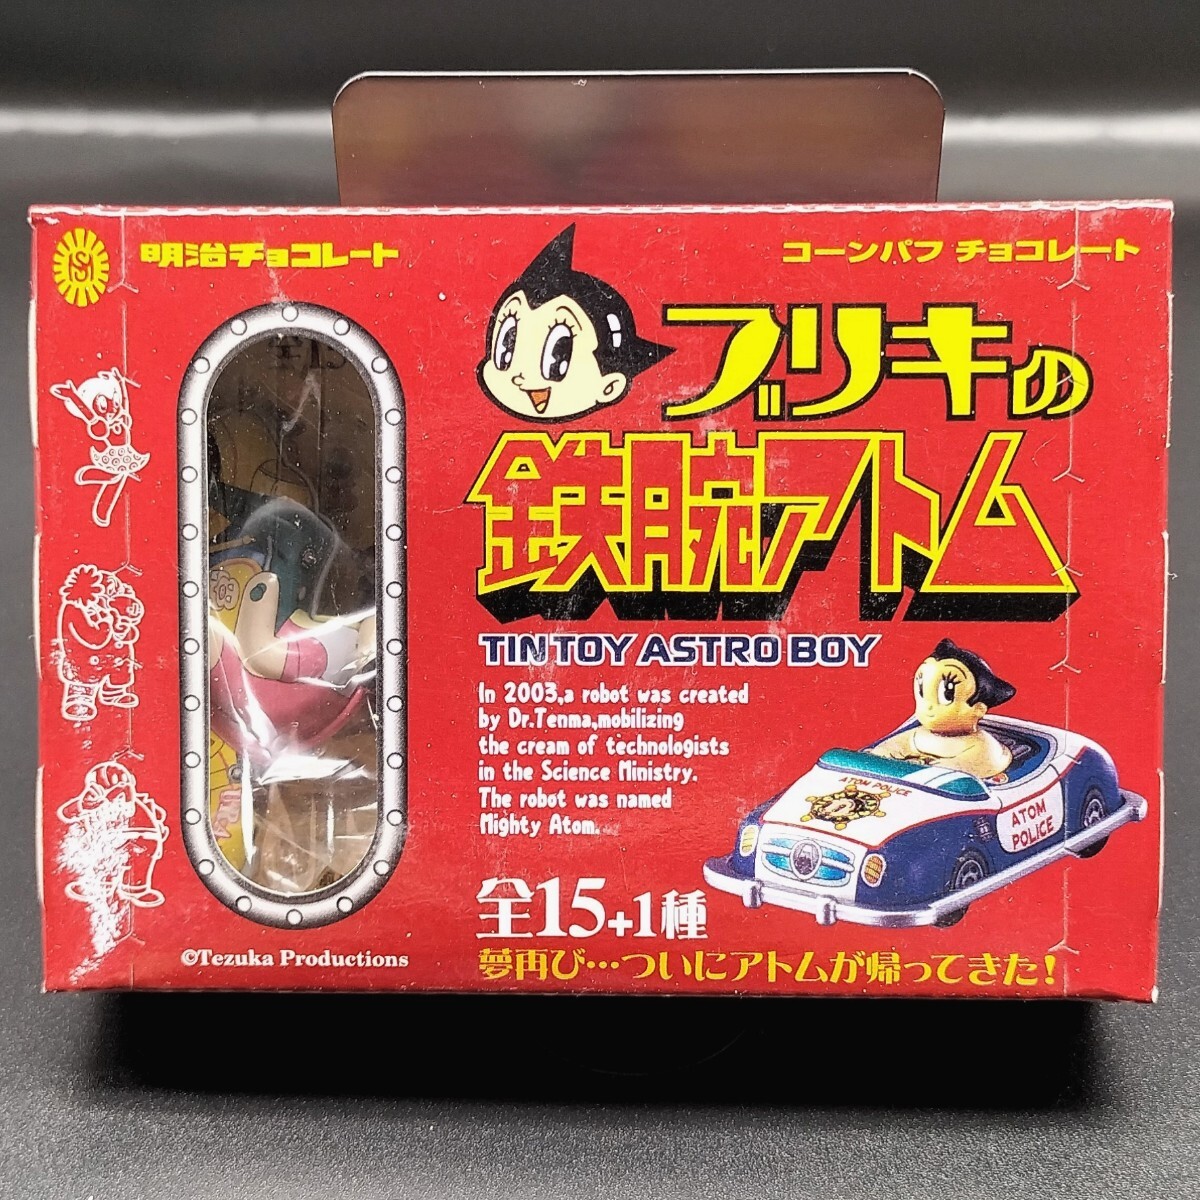 明治チョコレート
コーンパフ チョコレート
ブリキの
鉄腕アトム
TIN TOY ASTRO BOY
In 2003,a robot was created
by Dr.Tenma,mobilizing
the cream of technologists
in the Science Ministry.
The robot was named
Mighty Atom.
ATOM POLICE
ATOM
POLICE
全15+1種
夢再び…ついにアトムが帰ってきた!
©Tezuka Productions
全15